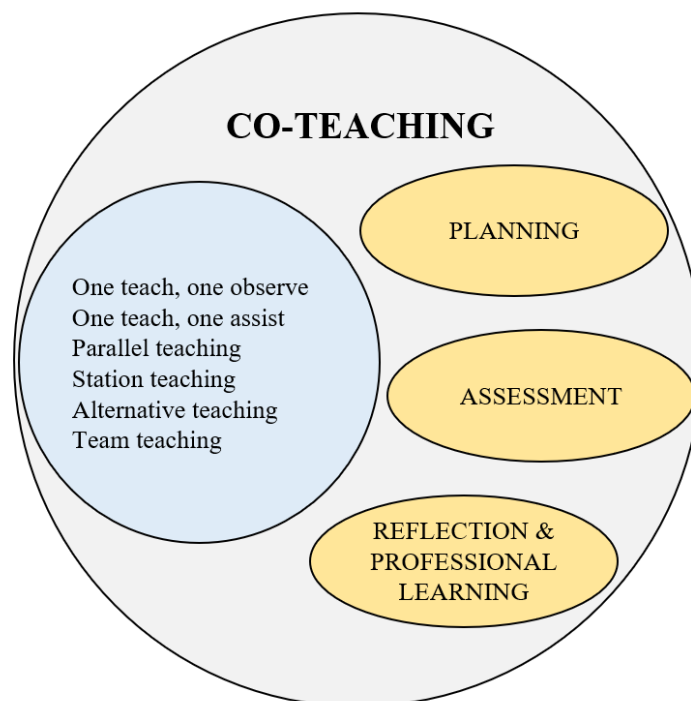 CO-TEACHING
One teach, one observe
One teach, one assist
Parallel teaching
Station teaching
Alternative teaching
Team teaching
PLANNING
ASSESSMENT
REFLECTION &
PROFESSIONAL
LEARNING